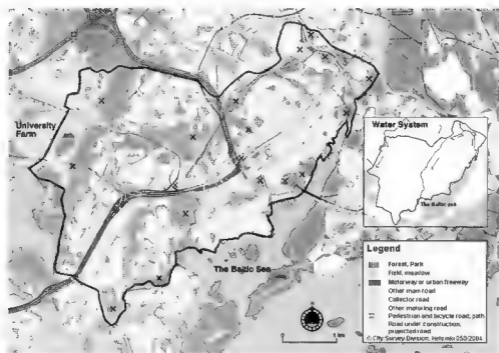 University
Farm
Water System
The Baltic sea
The Baltic Sea
Legend
Forest, Park
Field, meadow
Motorway or urban freeway
Other main road
Collector road
Other motoring road
Pedestrian and bicycle road, path
Road under construction,
projected road
1 km
© City Survey Division, Helsinki 050/2004